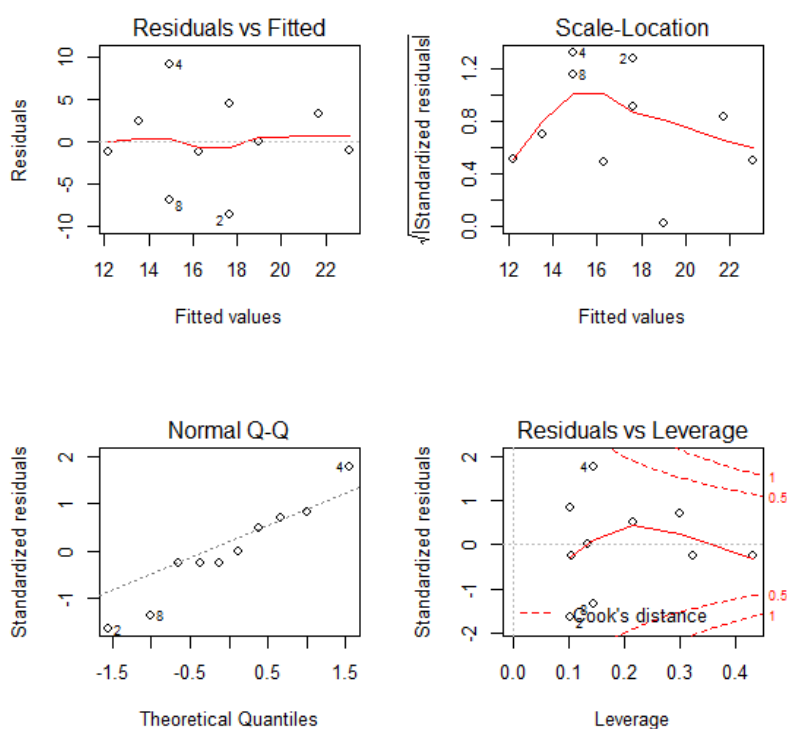 Residuals vs Fitted
Residuals
10
5
0
-5
-10
4
8
2
12 14 16 18 20 22
Fitted values
Scale-Location
√|Standardized residuals|
1.2
0.8
0.4
0.0
4
8
2
12 14 16 18 20 22
Fitted values
Normal Q-Q
Standardized residuals
2
1
0
-1
4
2
8
-1.5 -0.5 0.5 1.5
Theoretical Quantiles
Residuals vs Leverage
Standardized residuals
2
1
0
-1
-2
4
8
2
1
0.5
0.5
1
Cook's distance
0.0 0.1 0.2 0.3 0.4
Leverage